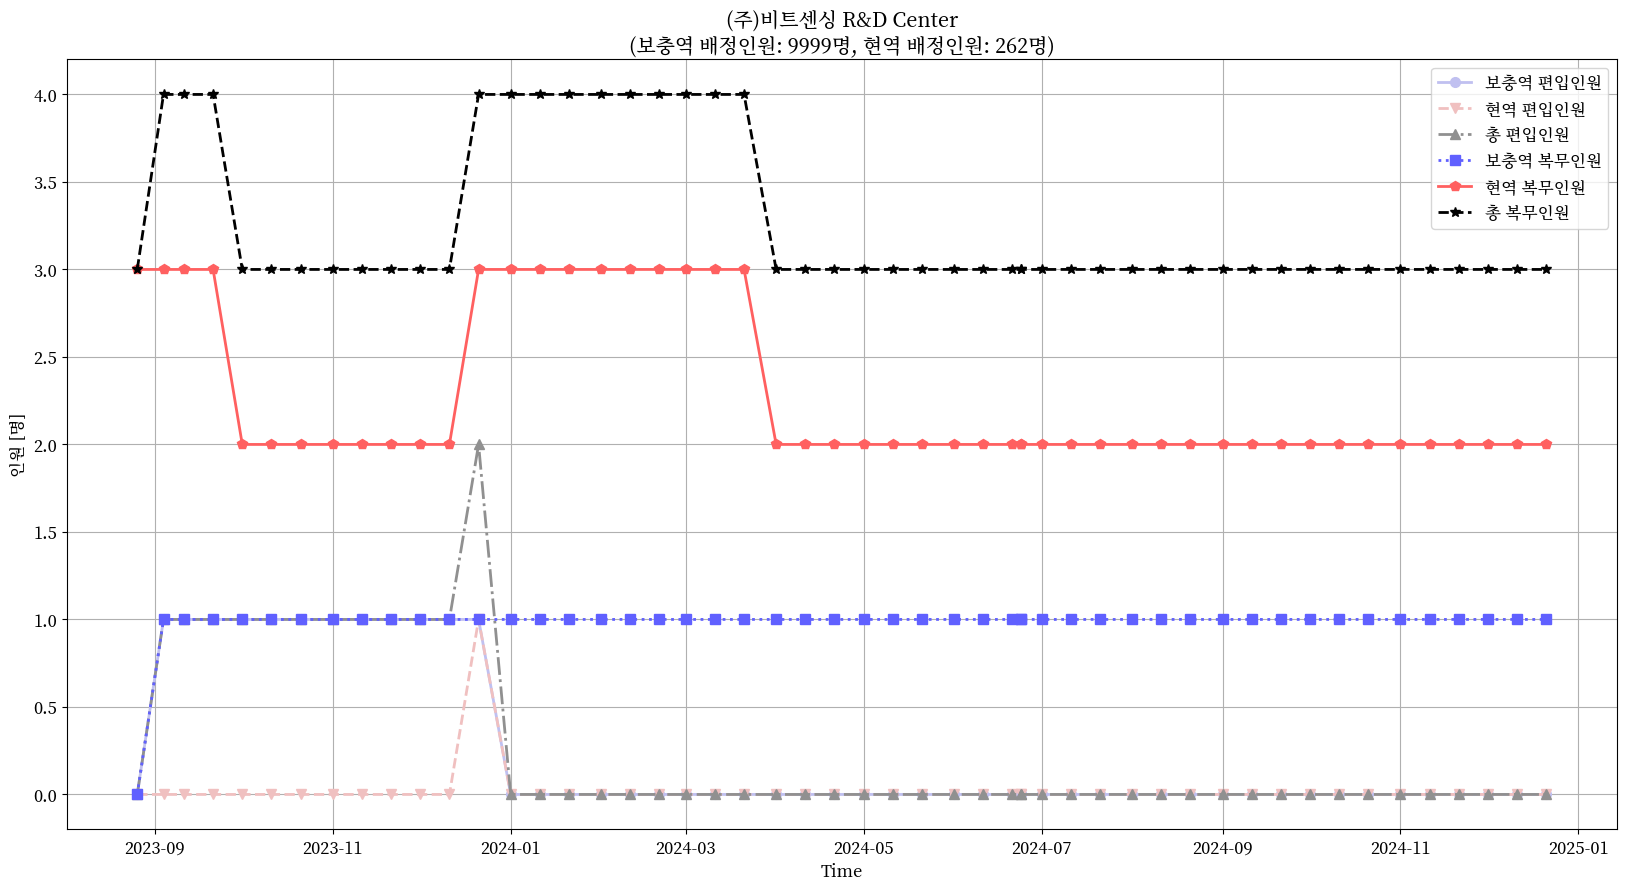 (주)비트센싱 R&D Center
(보충역 배정인원: 9999명, 현역 배정인원: 262명)
보충역 편입인원
현역 편입인원
총 편입인원
보충역 복무인원
현역 복무인원
총 복무인원
4.0
3.5
3.0
2.5
2.0
1.5
1.0
0.5
0.0
인원 [명]
2023-09 2023-11 2024-01 2024-03 2024-05 2024-07 2024-09 2024-11 2025-01
Time